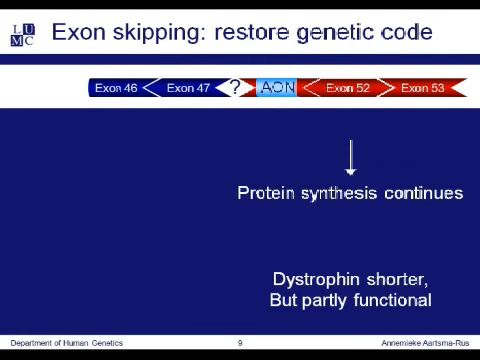 LU
MC
Exon skipping: restore genetic code
Exon 46 Exon 47 ? AON Exon 52 Exon 53
Protein synthesis continues
Dystrophin shorter,
But partly functional
Department of Human Genetics 9 Annemieke Aartsma-Rus